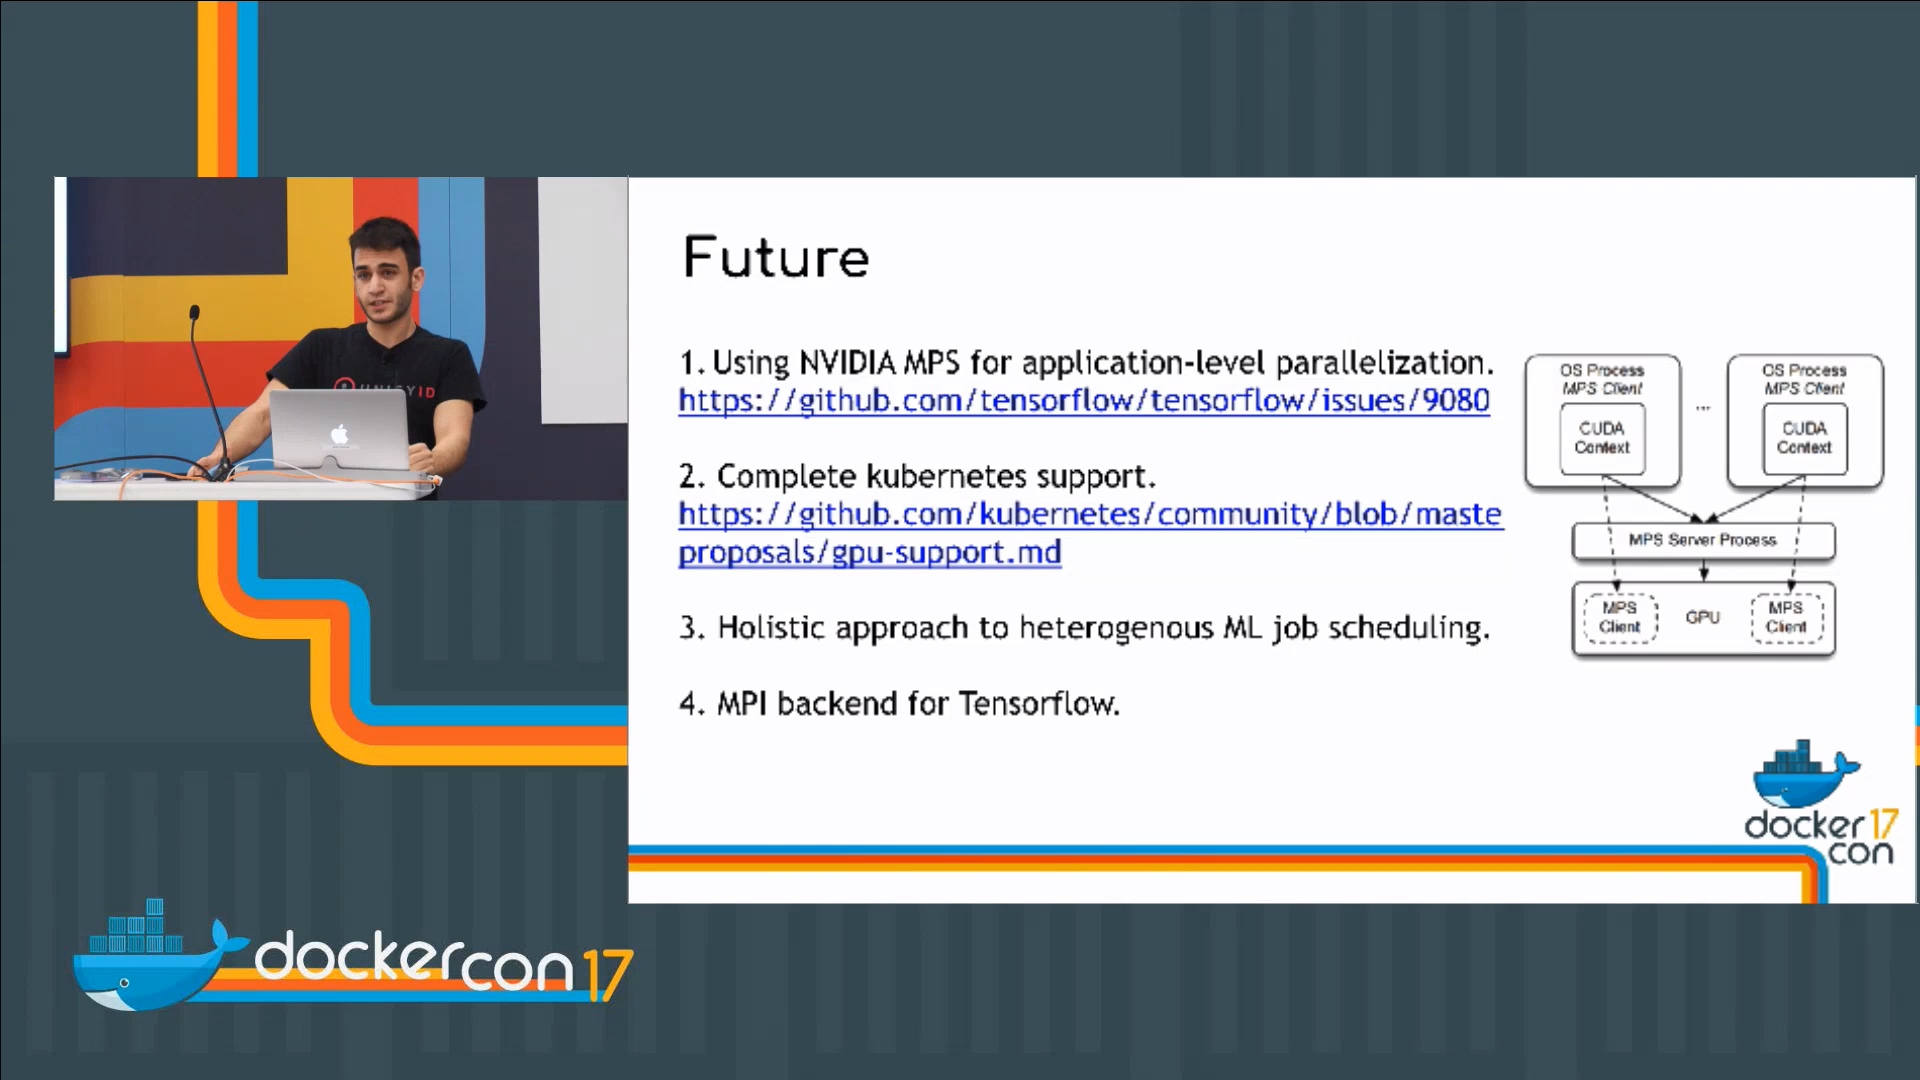 Future
1. Using NVIDIA MPS for application-level parallelization.
https://github.com/tensorflow/tensorflow/issues/9080
2. Complete kubernetes support.
https://github.com/kubernetes/community/blob/maste
proposals/gpu-support.md
3. Holistic approach to heterogenous ML job scheduling.
4. MPI backend for Tensorflow.
OS Process
MPS Client
CUDA
Context
...
OS Process
MPS Client
CUDA
Context
MPS Server Process
MPS
Client
GPU
MPS
Client
docker 17
con
dockercon17